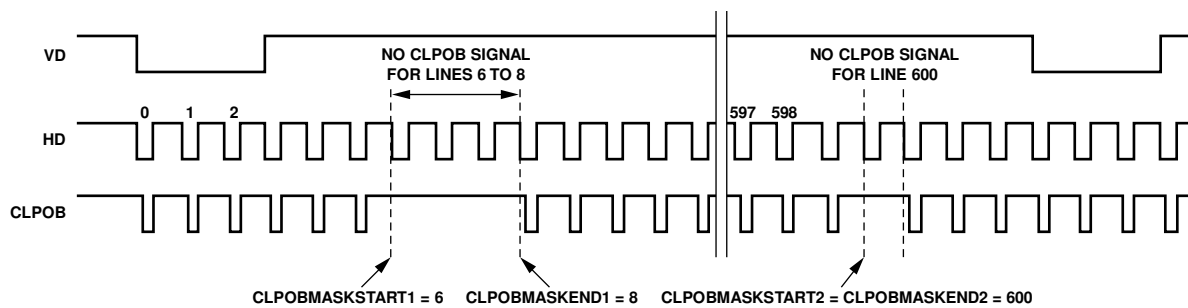 VD
NO CLPOB SIGNAL
FOR LINES 6 TO 8
NO CLPOB SIGNAL
FOR LINE 600
HD
0 1 2
597 598
CLPOB
CLPOBMASKSTART1 = 6
CLPOBMASKEND1 = 8
CLPOBMASKSTART2 = CLPOBMASKEND2 = 600